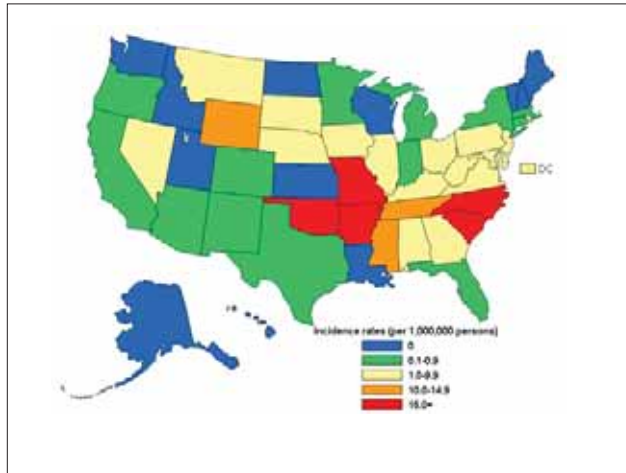 DC
Incidence rates (per 1,000,000 persons)
0
0.1-0.9
1.0-9.9
10.0-14.9
15.0+